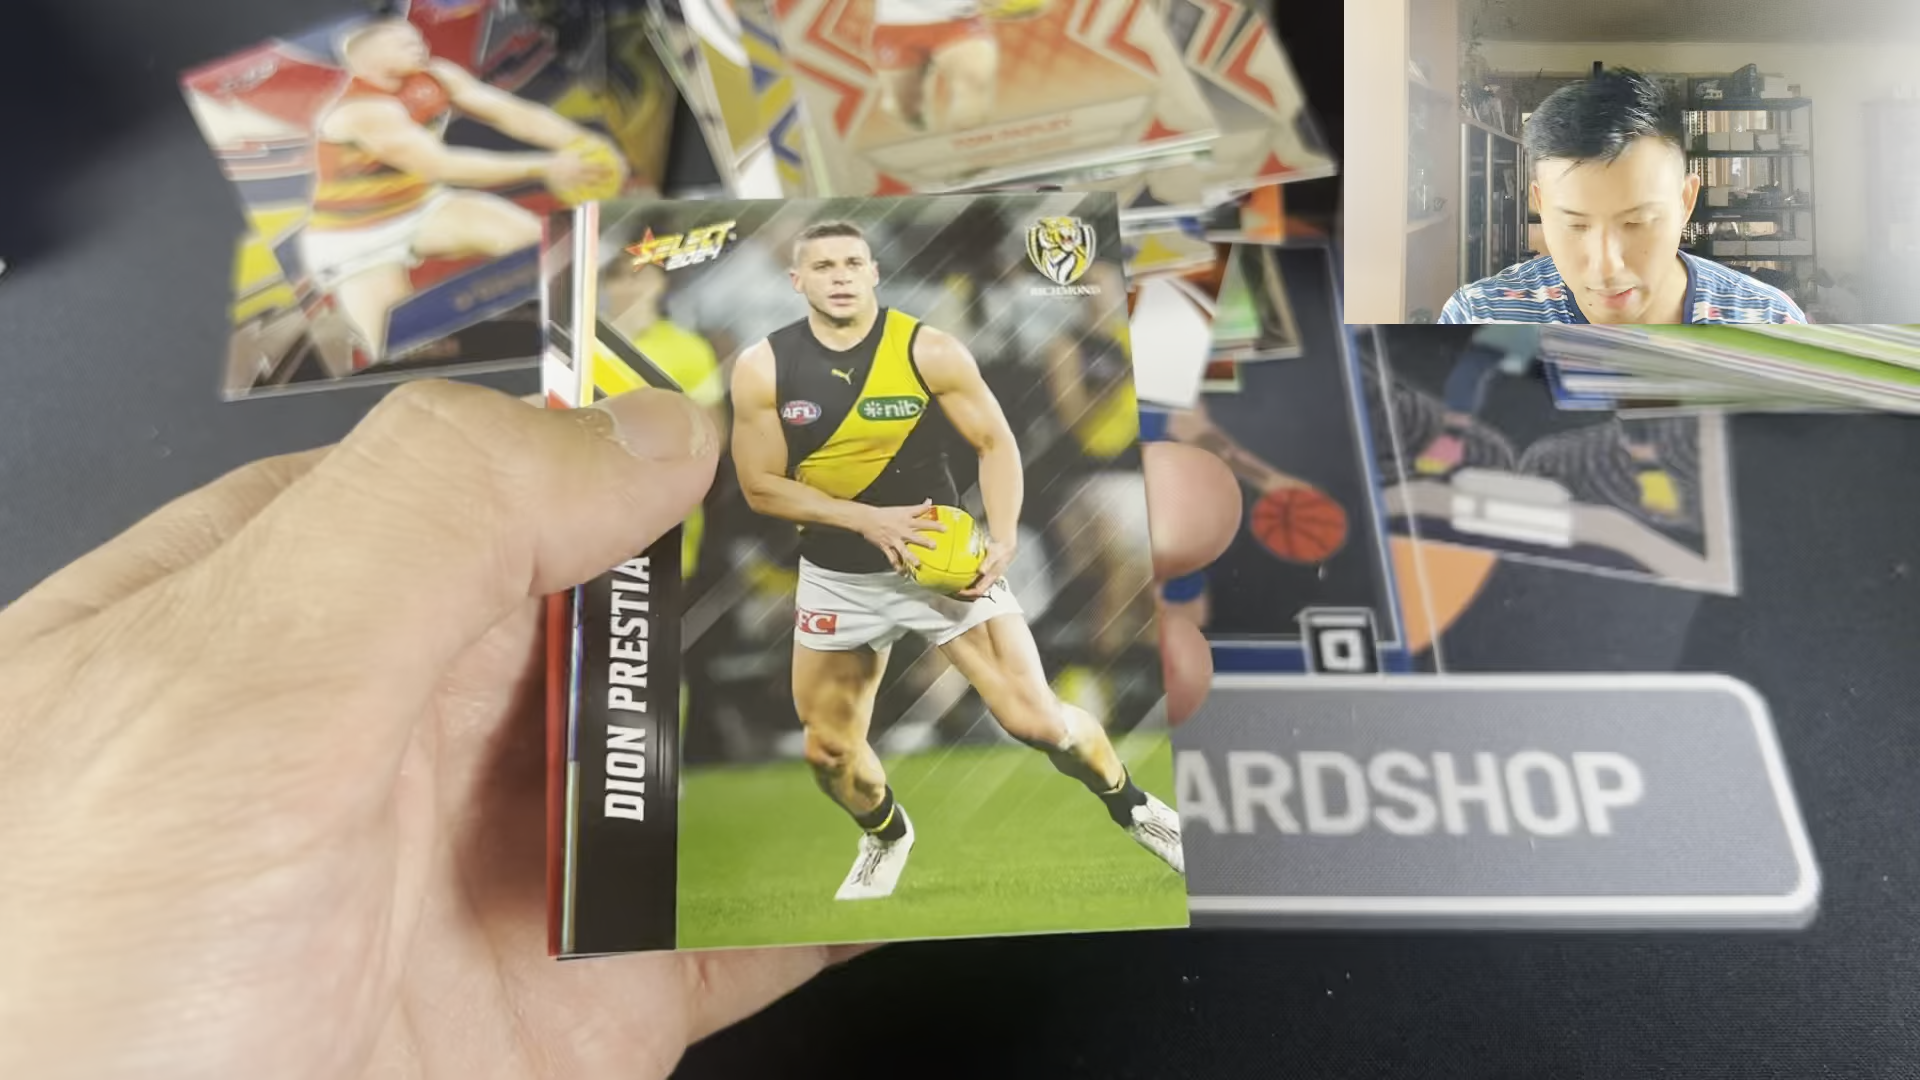 SELECT
2024
RICHMOND
AFL
nib
FC
DION PRESTIA
ARDSHOP